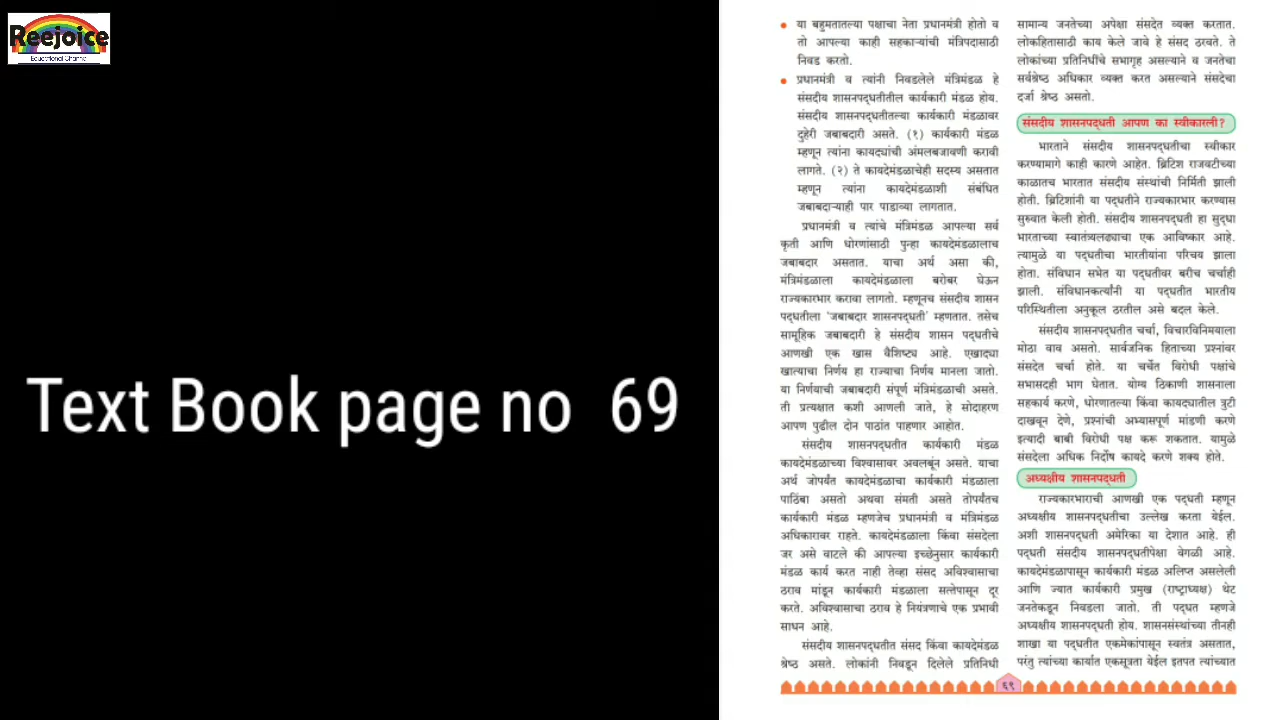 Reejoice
Educational Channel
Text Book page no 69
या बहुमतातल्या पक्षाचा नेता प्रधानमंत्री होतो व
तो आपल्या काही सहकाऱ्यांची मंत्रिपदासाठी
निवड करतो.
प्रधानमंत्री व त्यांनी निवडलेले मंत्रिमंडळ हे
संसदीय शासनपद्धतीतील कार्यकारी मंडळ होय.
संसदीय शासनपद्धतीतल्या कार्यकारी मंडळावर
दुहेरी जबाबदारी असते. (१) कार्यकारी मंडळ
म्हणून त्यांना कायद्यांची अंमलबजावणी करावी
लागते. (२) ते कायदेमंडळाचेही सदस्य असतात
म्हणून त्यांना कायदेमंडळाशी संबंधित
जबाबदाऱ्याही पार पाडाव्या लागतात.
प्रधानमंत्री व त्यांचे मंत्रिमंडळ आपल्या सर्व
कृती आणि धोरणांसाठी पुन्हा कायदेमंडळालाच
जबाबदार असतात. याचा अर्थ असा की,
मंत्रिमंडळाला कायदेमंडळाला बरोबर घेऊन
राज्यकारभार करावा लागतो. म्हणूनच संसदीय शासन
पद्धतीला ‘जबाबदार शासनपद्धती’ म्हणतात. तसेच
सामूहिक जबाबदारी हे संसदीय शासन पद्धतीचे
आणखी एक खास वैशिष्ट्य आहे. एखाद्या
खात्याचा निर्णय हा राज्याचा निर्णय मानला जातो.
या निर्णयाची जबाबदारी संपूर्ण मंत्रिमंडळाची असते.
ती प्रत्यक्षात कशी आणली जाते, हे सोदाहरण
आपण पुढील दोन पाठांत पाहणार आहोत.
संसदीय शासनपद्धतीत कार्यकारी मंडळ
कायदेमंडळाच्या विश्वासावर अवलबूंन असते. याचा
अर्थ जोपर्यंत कायदेमंडळाचा कार्यकारी मंडळाला
पाठिंबा असतो अथवा संमती असते तोपर्यंतच
कार्यकारी मंडळ म्हणजेच प्रधानमंत्री व मंत्रिमंडळ
अधिकारावर राहते. कायदेमंडळाला किंवा संसदेला
जर असे वाटले की आपल्या इच्छेनुसार कार्यकारी
मंडळ कार्य करत नाही तेव्हा संसद अविश्वासाचा
ठराव मांडून कार्यकारी मंडळाला सत्तेपासून दूर
करते. अविश्वासाचा ठराव हे नियंत्रणाचे एक प्रभावी
साधन आहे.
संसदीय शासनपद्धतीत संसद किंवा कायदेमंडळ
श्रेष्ठ असते. लोकांनी निवडून दिलेले प्रतिनिधी
सामान्य जनतेच्या अपेक्षा संसदेत व्यक्त करतात.
लोकहितासाठी काय केले जावे हे संसद ठरवते. ते
लोकांच्या प्रतिनिधींचे सभागृह असल्याने व जनतेचा
सर्वश्रेष्ठ अधिकार व्यक्त करत असल्याने संसदेचा
दर्जा श्रेष्ठ असतो.
संसदीय शासनपद्धती आपण का स्वीकारली?
भारताने संसदीय शासनपद्धतीचा स्वीकार
करण्यामागे काही कारणे आहेत. ब्रिटिश राजवटीच्या
काळातच भारतात संसदीय संस्थांची निर्मिती झाली
होती. ब्रिटिशांनी या पद्धतीने राज्यकारभार करण्यास
सुरुवात केली होती. संसदीय शासनपद्धती हा सुद्धा
भारताच्या स्वातंत्र्यलढ्याचा एक आविष्कार आहे.
त्यामुळे या पद्धतीचा भारतीयांना परिचय झाला
होता. संविधान सभेत या पद्धतीवर बरीच चर्चाही
झाली. संविधानकर्त्यांनी या पद्धतीत भारतीय
परिस्थितीला अनुकूल ठरतील असे बदल केले.
संसदीय शासनपद्धतीत चर्चा, विचारविनिमयाला
मोठा वाव असतो. सार्वजनिक हिताच्या प्रश्नांवर
संसदेत चर्चा होते. या चर्चेत विरोधी पक्षांचे
सभासदही भाग घेतात. योग्य ठिकाणी शासनाला
सहकार्य करणे, धोरणातल्या किंवा कायद्यातील त्रुटी
दाखवून देणे, प्रश्नांची अभ्यासपूर्ण मांडणी करणे
इत्यादी बाबी विरोधी पक्ष करू शकतात. यामुळे
संसदेला अधिक निर्दोष कायदे करणे शक्य होते.
अध्यक्षीय शासनपद्धती
राज्यकारभाराची आणखी एक पद्धती म्हणून
अध्यक्षीय शासनपद्धतीचा उल्लेख करता येईल.
अशी शासनपद्धती अमेरिका या देशात आहे. ही
पद्धती संसदीय शासनपद्धतीपेक्षा वेगळी आहे.
कायदेमंडळापासून कार्यकारी मंडळ अलिप्त असलेली
आणि ज्यात कार्यकारी प्रमुख (राष्ट्राध्यक्ष) थेट
जनतेकडून निवडला जातो. ती पद्धत म्हणजे
अध्यक्षीय शासनपद्धती होय. शासनसंस्थांच्या तीनही
शाखा या पद्धतीत एकमेकांपासून स्वतंत्र असतात,
परंतु त्यांच्या कार्यात एकसूत्रता येईल इतपत त्यांच्यात
६९